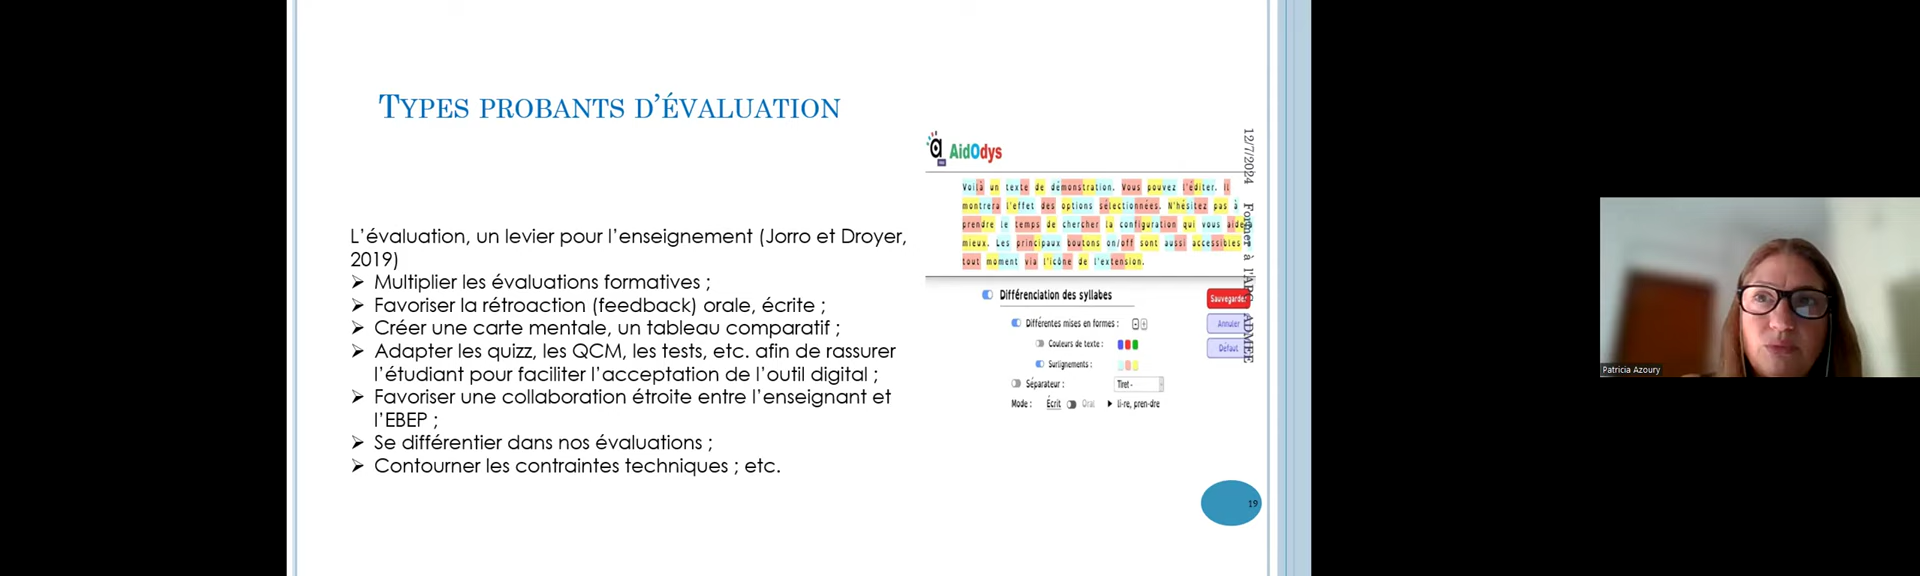 TYPES PROBANTS D'ÉVALUATION
L'évaluation, un levier pour l'enseignement (Jorro et Droyer,
2019)
➢ Multiplier les évaluations formatives ;
➢ Favoriser la rétroaction (feedback) orale, écrite ;
➢ Créer une carte mentale, un tableau comparatif ;
➢ Adapter les quizz, les QCM, les tests, etc. afin de rassurer
l'étudiant pour faciliter l'acceptation de l'outil digital ;
➢ Favoriser une collaboration étroite entre l'enseignant et
l'EBEP ;
➢ Se différentier dans nos évaluations ;
➢ Contourner les contraintes techniques ; etc.
AidOdys
Voilà un texte de démonstration. Vous pouvez l'éditer. Il
montrera l'effet des options sélectionnées. N'hésitez pas à
prendre le temps de chercher la configuration qui vous aide
mieux. Les principaux boutons on/off sont aussi accessibles
tout moment via l'icône de l'extension.
Différenciation des syllabes
Sauvegarder
Différentes mises en formes :
Annuler
Couleurs de texte :
Défaut
Surlignements :
Séparateur :
Tiret -
Mode :
Écrit
Oral
li-re, pren-dre
12/7/2024
Former à l'APC ADMEE
19
Patricia Azoury